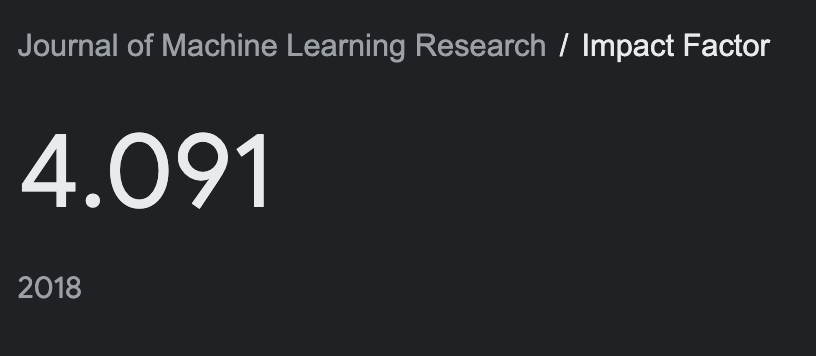 Journal of Machine Learning Research / Impact Factor
4.091
2018